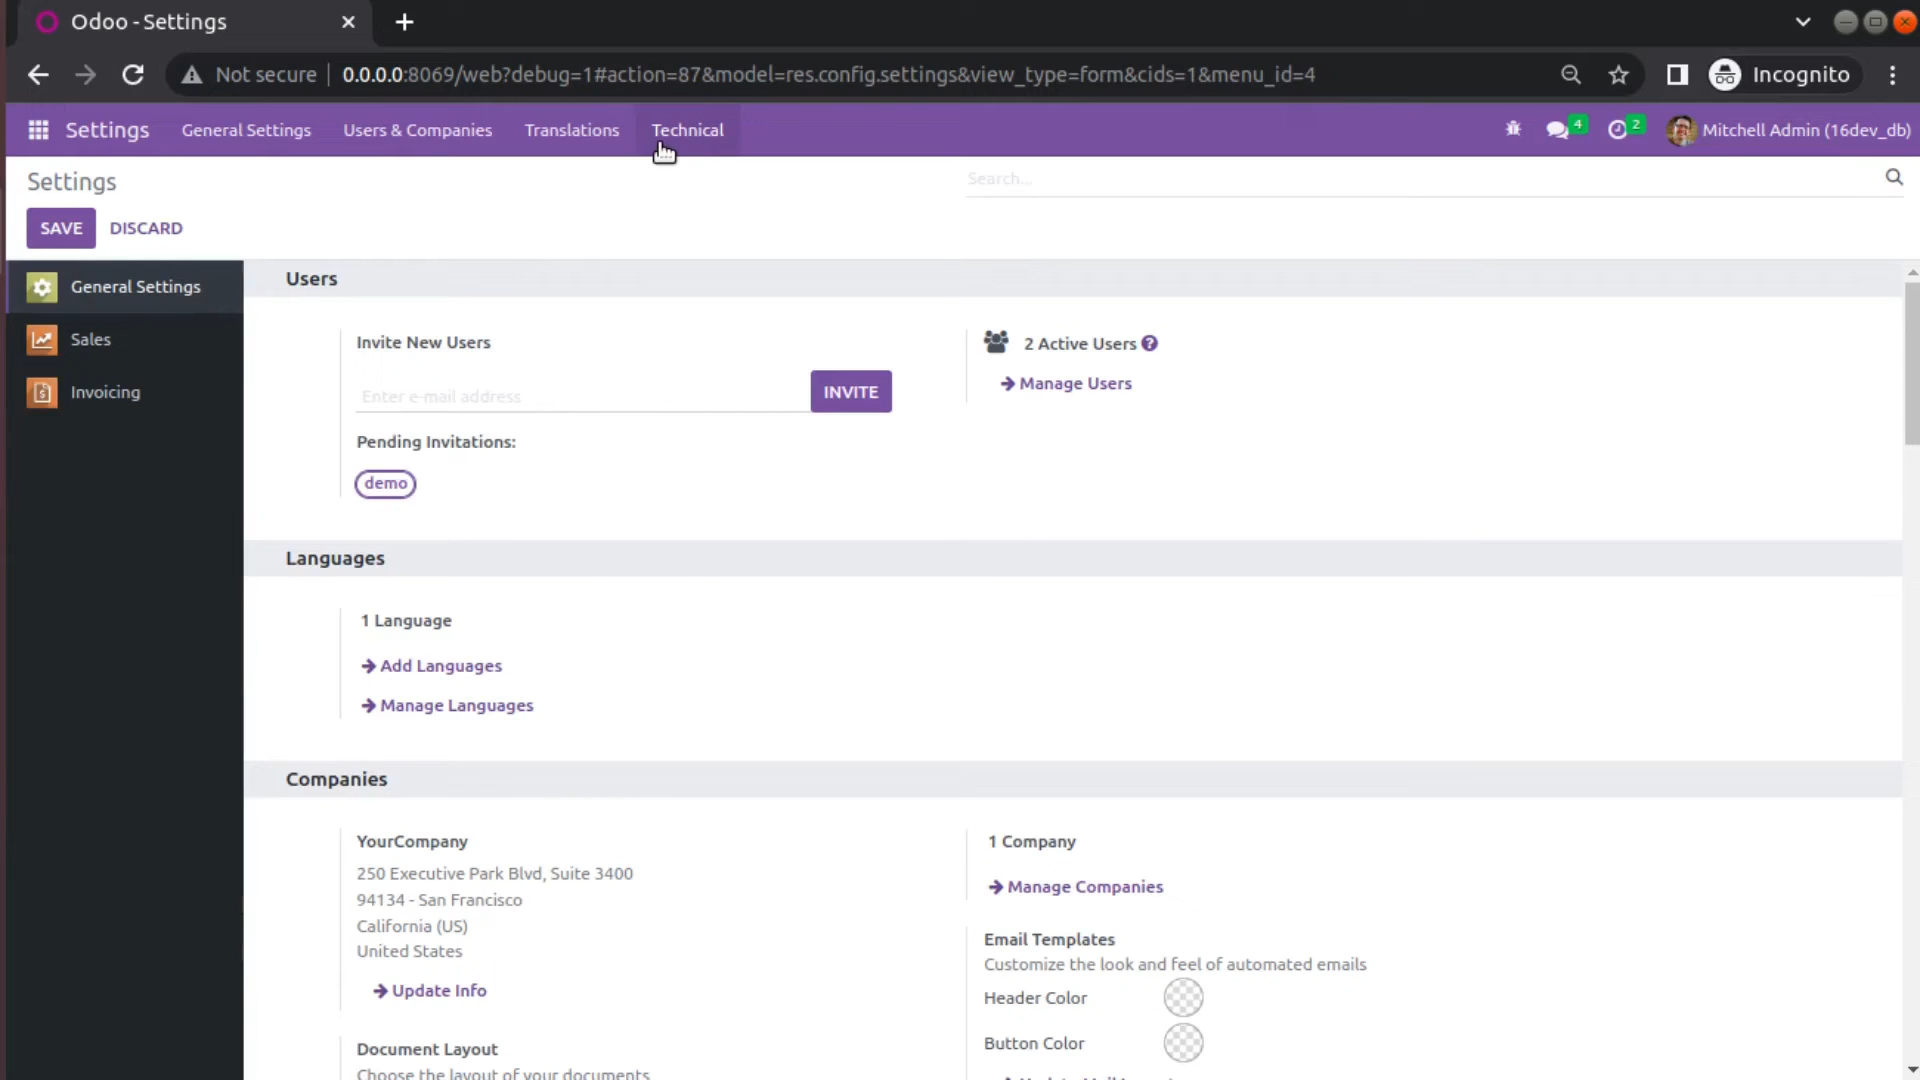 Odoo - Settings
Not secure 0.0.0.0:8069/web?debug=1#action=87&model=res.config.settings&view_type=form&cids=1&menu_id=4 Incognito
Settings General Settings Users & Companies Translations Technical 4 2 Mitchell Admin (16dev_db)
Settings Search...
SAVE DISCARD
General Settings
Sales
Invoicing
Users
Invite New Users
Enter e-mail address INVITE
Pending Invitations:
demo
2 Active Users ?
Manage Users
Languages
1 Language
Add Languages
Manage Languages
Companies
YourCompany
250 Executive Park Blvd, Suite 3400
94134 - San Francisco
California (US)
United States
Update Info
1 Company
Manage Companies
Email Templates
Customize the look and feel of automated emails
Header Color
Button Color
Document Layout
Choose the layout of your documents